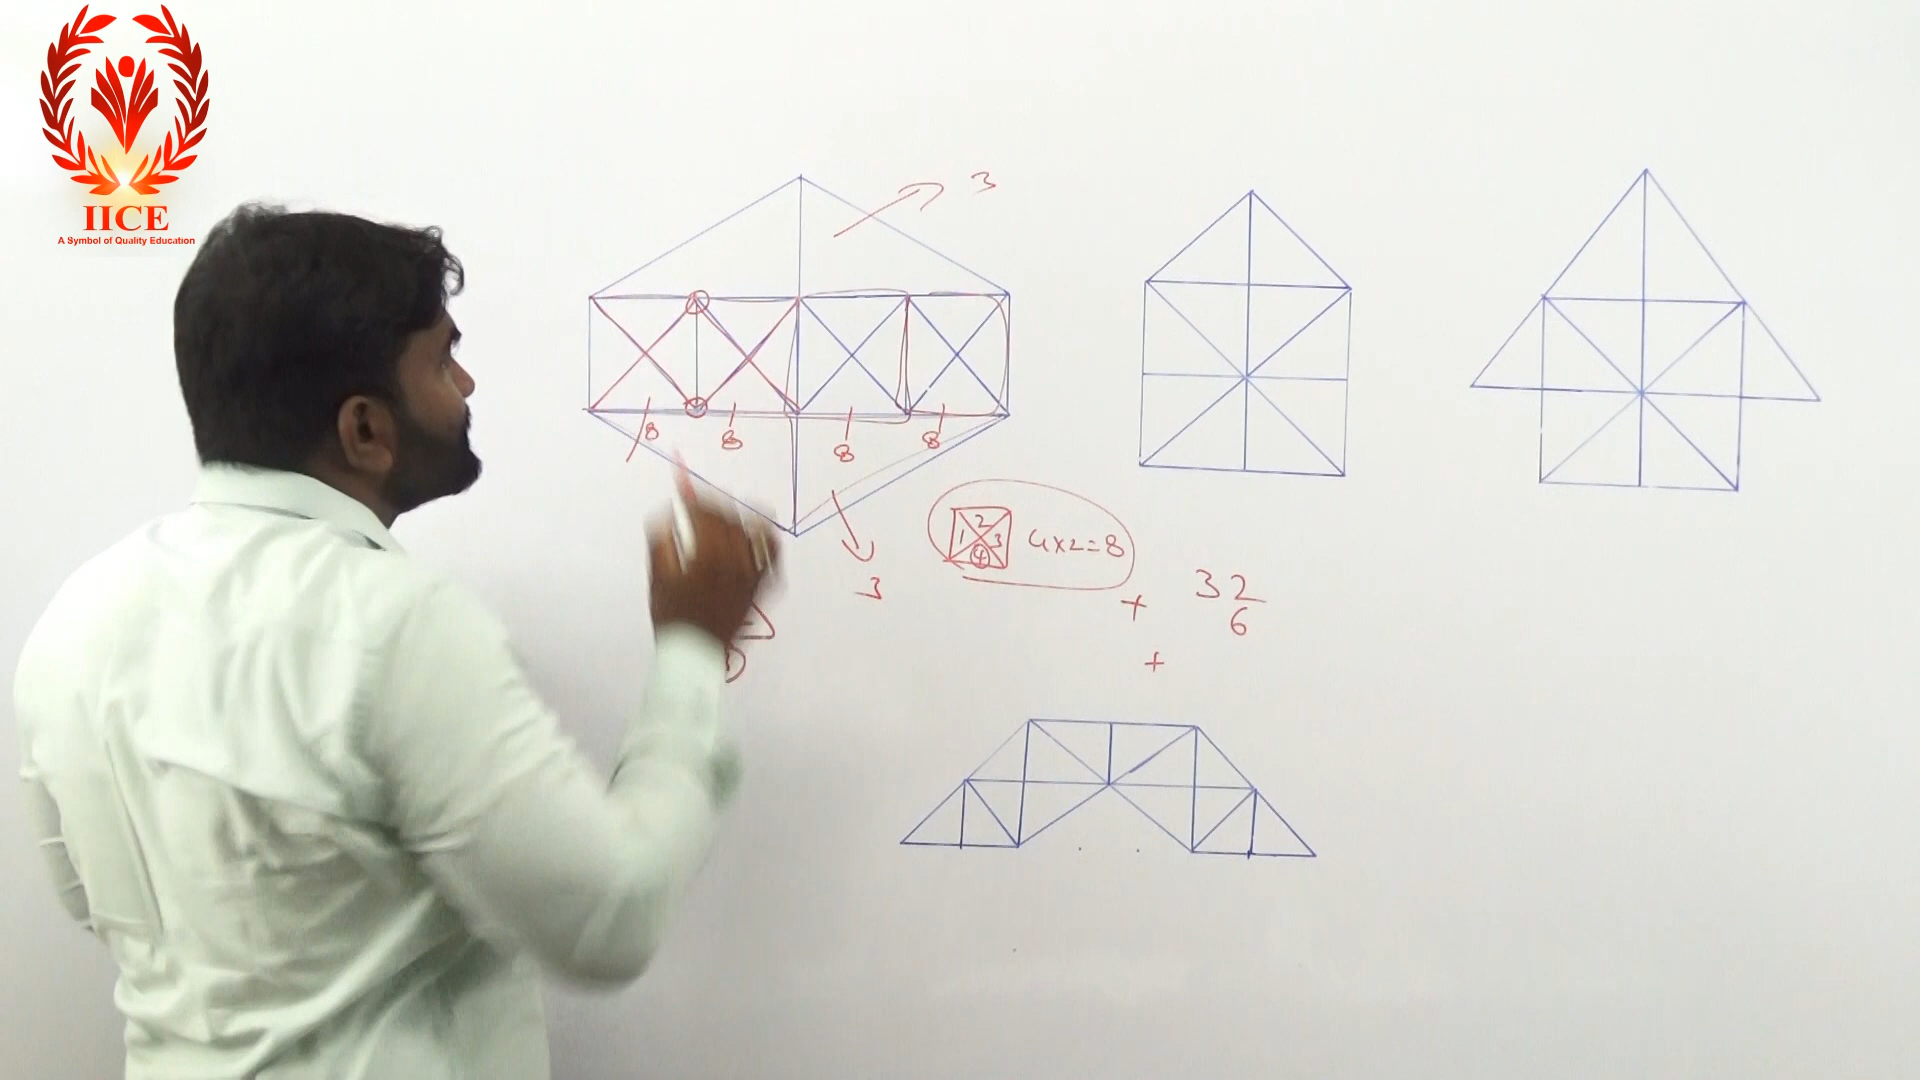 IICE
A Symbol of Quality Education
3
8 8 8 8
3
1 2 3 4
4x2=8
+ 32
6
+